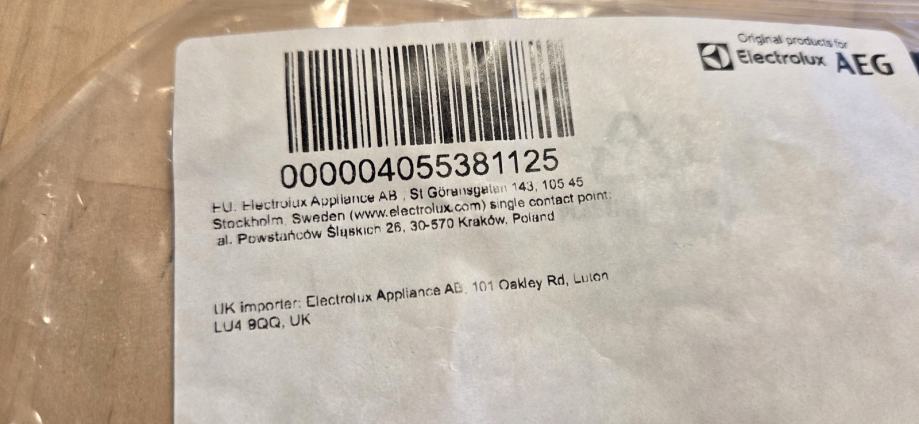 Original products for
Electrolux AEG
000004055381125
EU: Electrolux Appliance AB , St Göransgatan 143, 105 45
Stockholm, Sweden (www.electrolux.com) single contact point:
al. Powstańców Śląskich 26, 30-570 Kraków, Poland
UK importer: Electrolux Appliance AB, 101 Oakley Rd, Luton
LU4 9QQ, UK